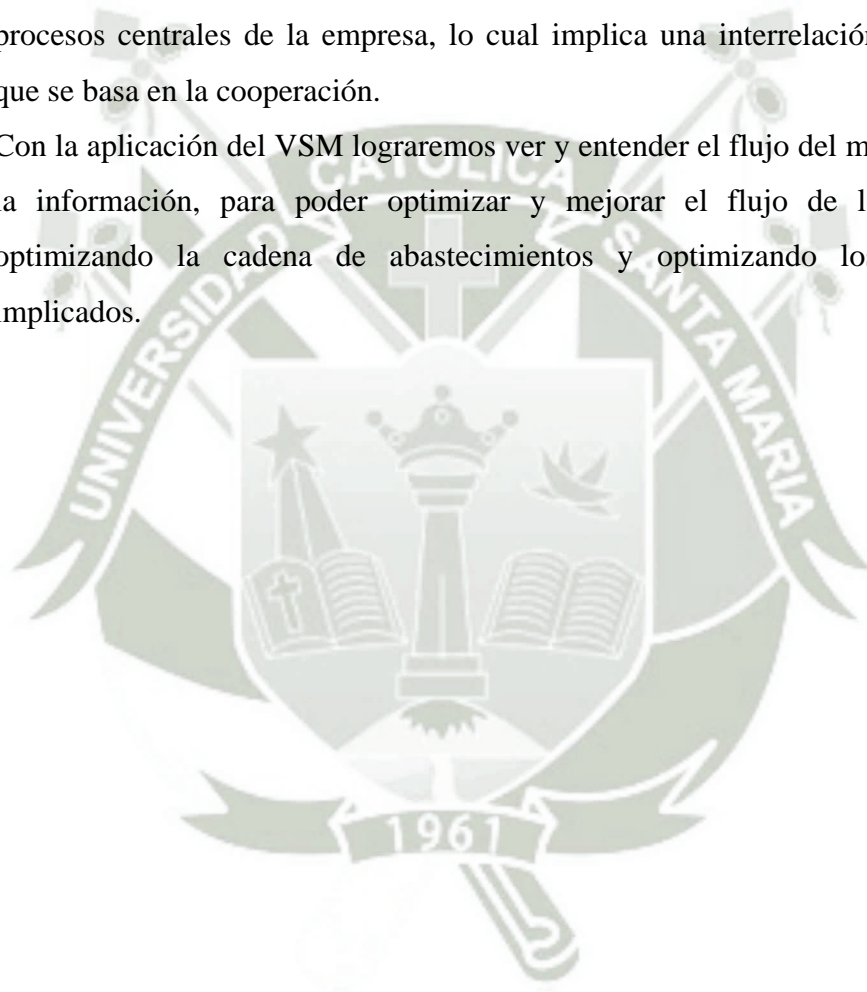 procesos centrales de la empresa, lo cual implica una interrelación
que se basa en la cooperación.
Con la aplicación del VSM lograremos ver y entender el flujo del
la información, para poder optimizar y mejorar el flujo de
optimizando la cadena de abastecimientos y optimizando
implicados.
UNIVERSIDAD CATOLICA SANTA MARIA
1961